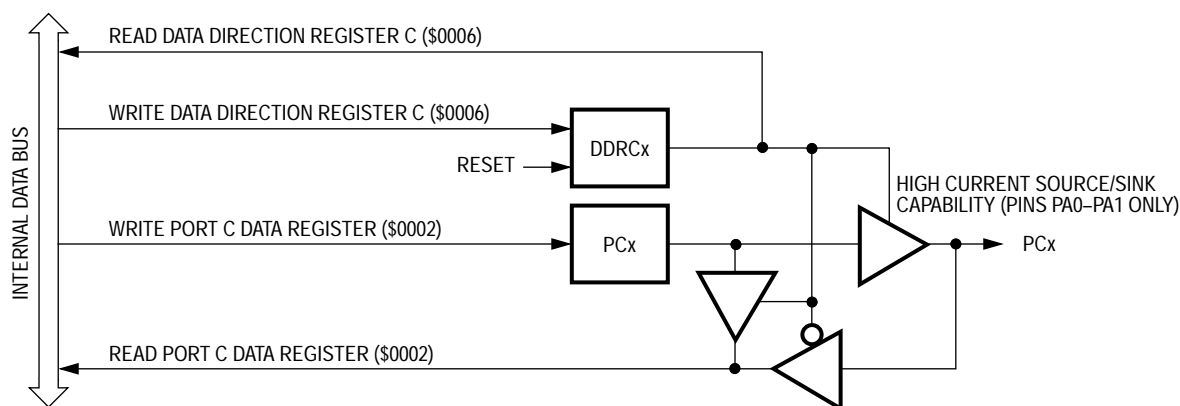 READ DATA DIRECTION REGISTER C ($0006)
WRITE DATA DIRECTION REGISTER C ($0006)
DDRCx
RESET
INTERNAL DATA BUS
HIGH CURRENT SOURCE/SINK
CAPABILITY (PINS PA0–PA1 ONLY)
WRITE PORT C DATA REGISTER ($0002)
PCx
PCx
READ PORT C DATA REGISTER ($0002)